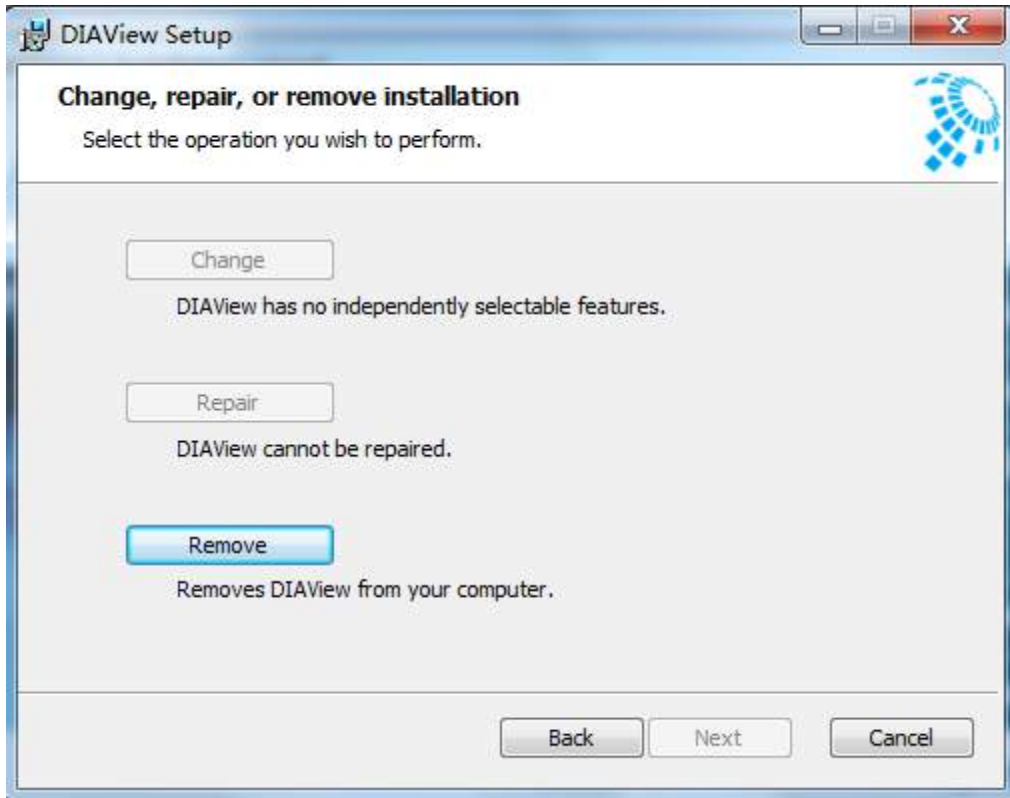 DIAView Setup
Change, repair, or remove installation
Select the operation you wish to perform.
Change
DIAView has no independently selectable features.
Repair
DIAView cannot be repaired.
Remove
Removes DIAView from your computer.
Back Next Cancel